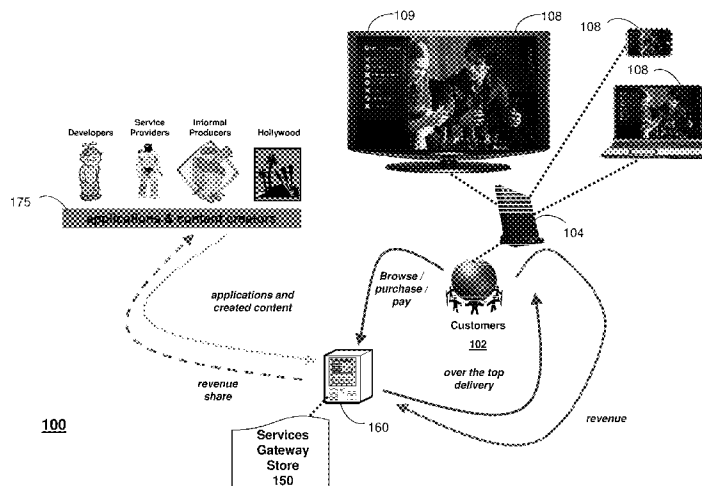 109
108
108
108
Developers
Service
Providers
Informal
Producers
Hollywood
175
applications & content creators
104
Browse /
purchase /
pay
applications and
created content
Customers
102
over the top
delivery
revenue
share
160
revenue
100
Services
Gateway
Store
150